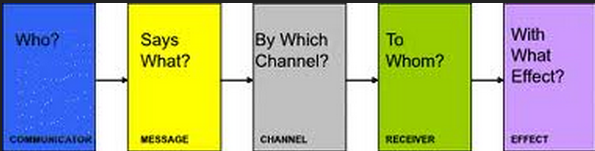 Who?
COMMUNICATOR
Says
What?
MESSAGE
By Which
Channel?
CHANNEL
To
Whom?
RECEIVER
With
What
Effect?
EFFECT